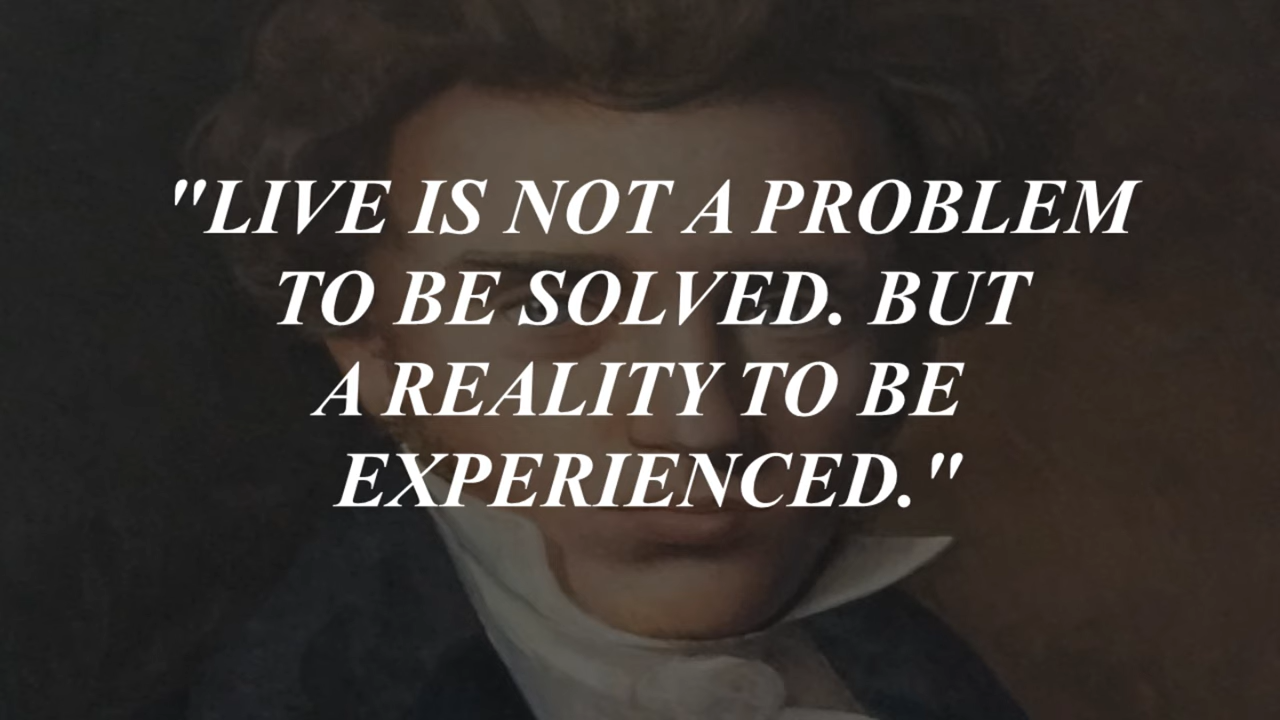 "LIVE IS NOT A PROBLEM
TO BE SOLVED. BUT
A REALITY TO BE
EXPERIENCED."